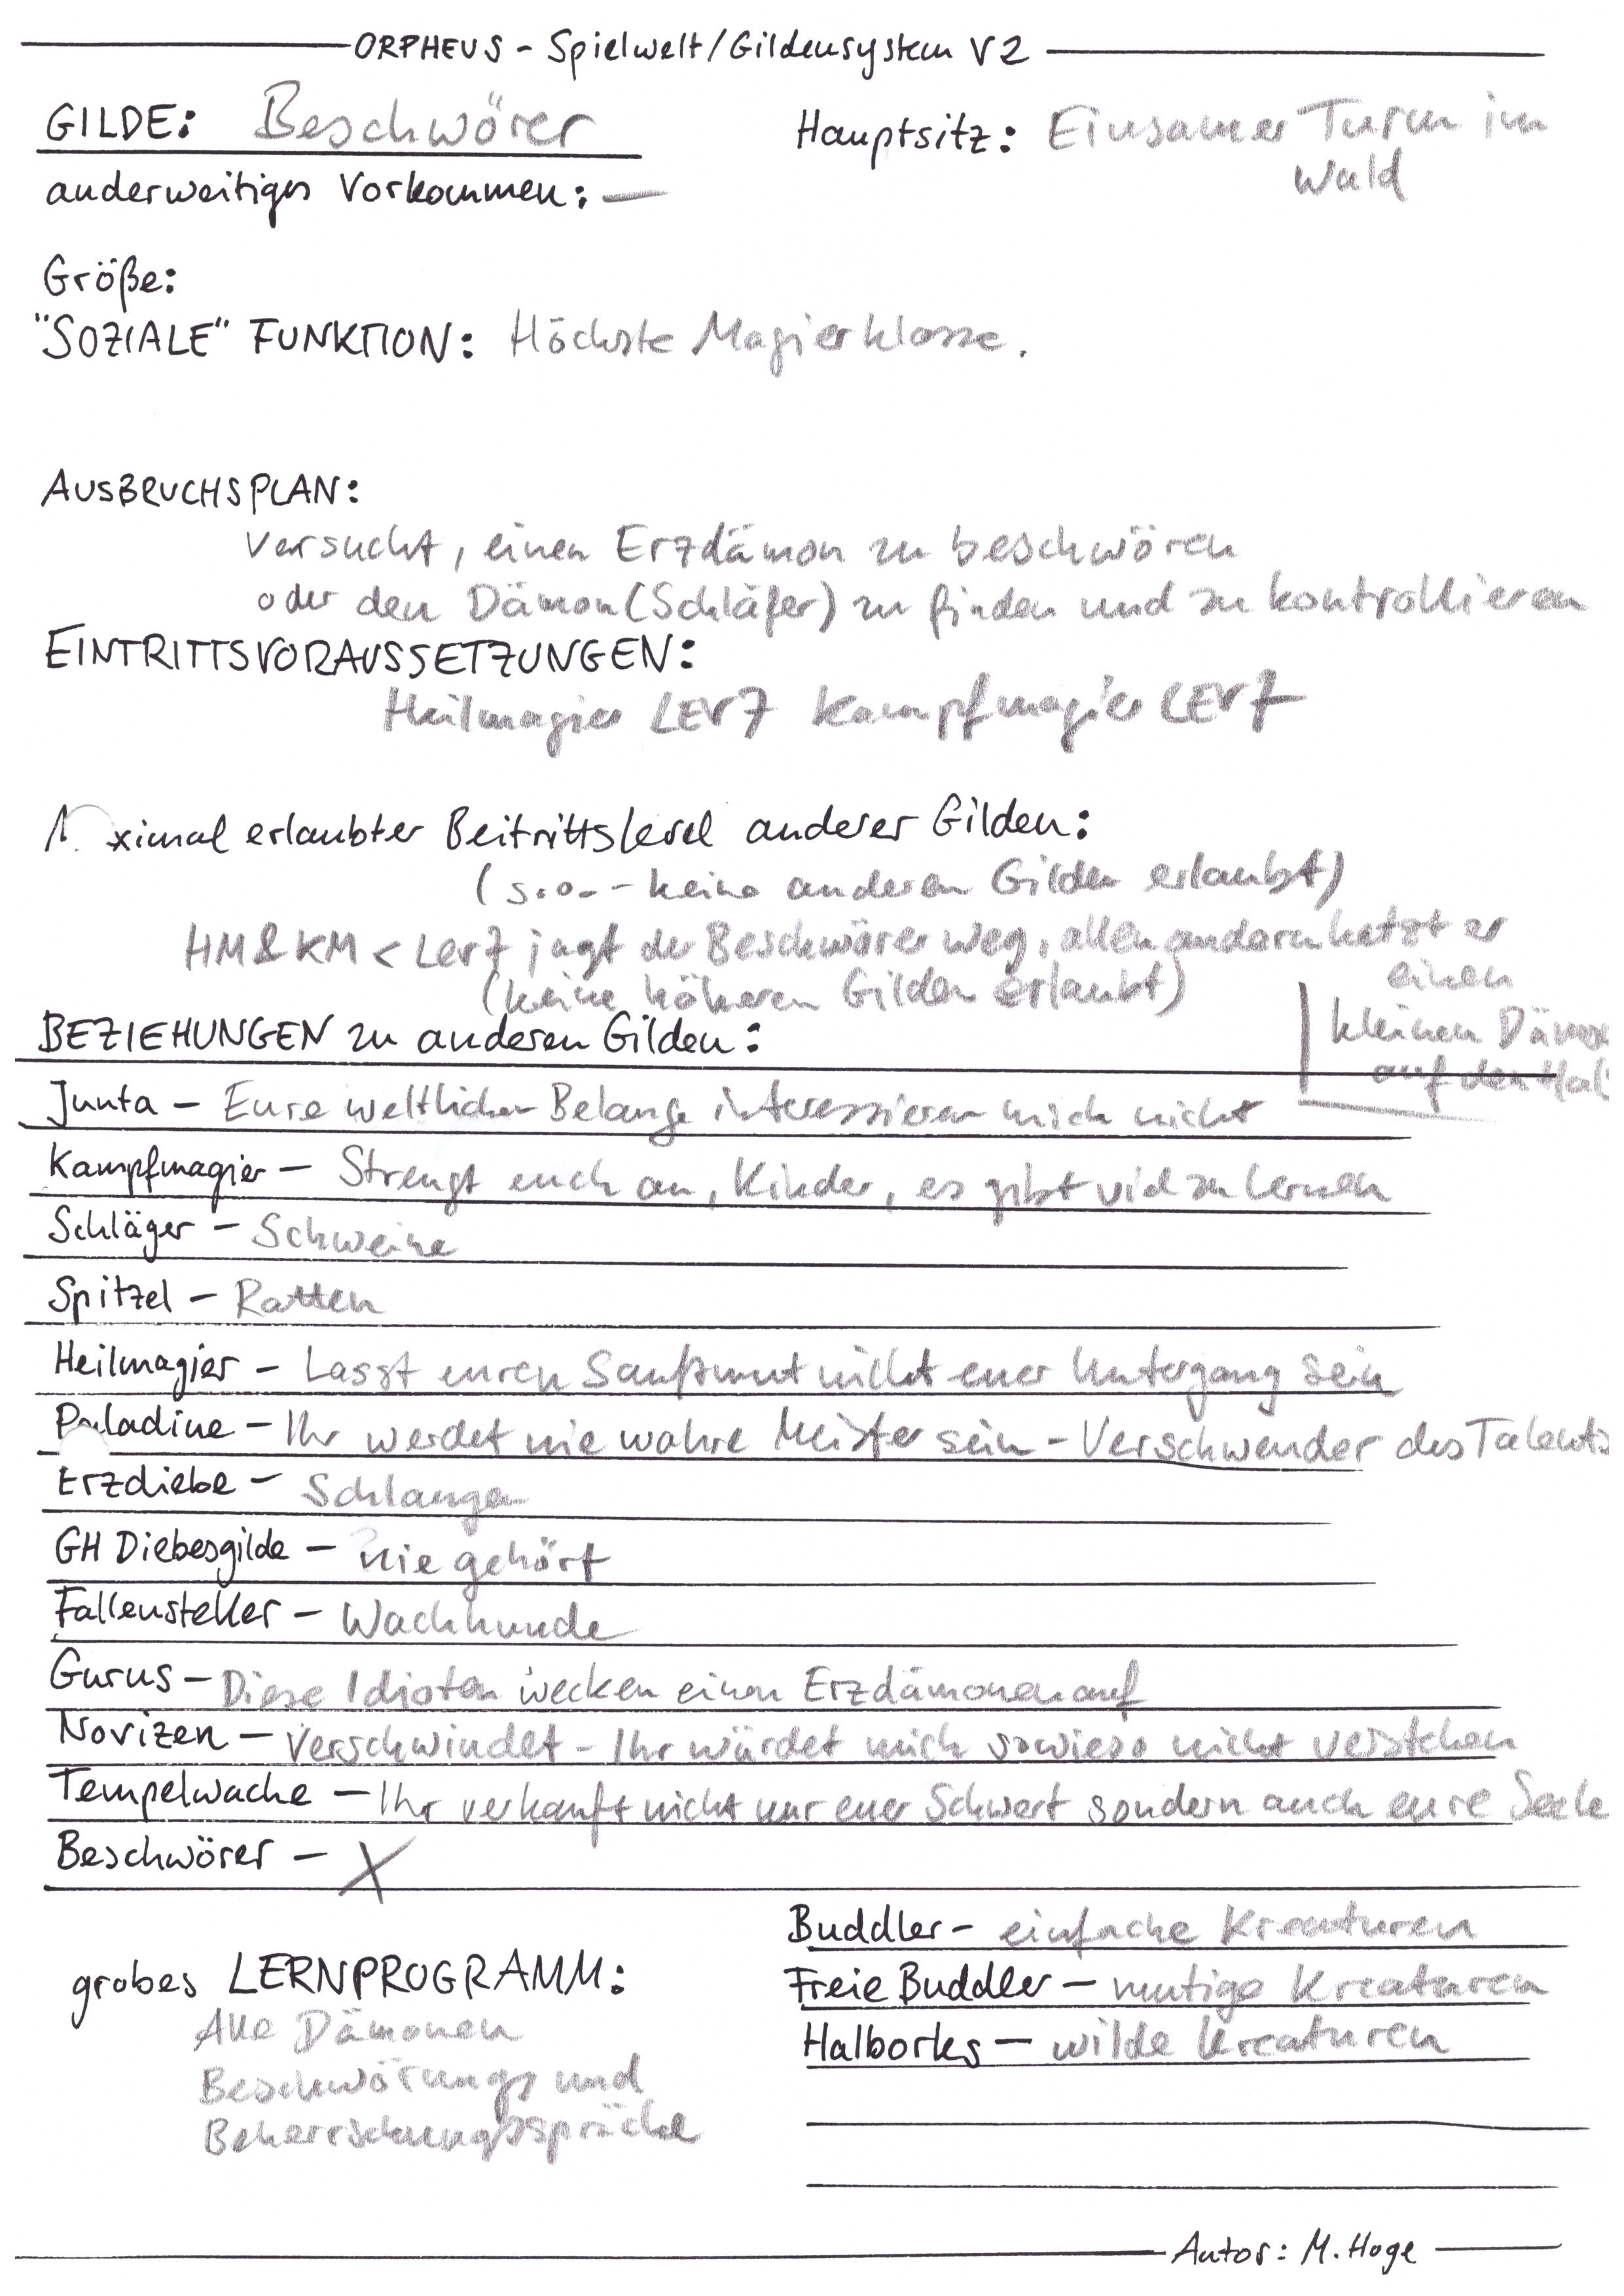 ORPHEUS - Spielwelt/Gildensystem V2
GILDE: Beschwörer
Hauptsitz: Einsamer Turm im
Wald
anderweitiges Vorkommen: —
Größe:
"SOZIALE" FUNKTION: Höchste Magierklasse.
AUSBRUCHSPLAN:
versucht, einen Erzdämon zu beschwören
oder den Dämon (Schläfer) zu finden und zu kontrollieren
EINTRITTSVORAUSSETZUNGEN:
Heilmagier LEV7 Kampfmagier LEV7
ximal erlaubter Beitrittslevel anderer Gilden:
(s.o. - keine anderen Gilden erlaubt)
HM & KM < Lev7 jagt der Beschwörer weg, allen andern hetzt er
einen
(keine höheren Gilden erlaubt)
kleinen Dämon
auf den Hals
BEZIEHUNGEN zu anderen Gilden:
Junta — Eure weltlichen Belange interessieren mich nicht
Kampfmagier — Strengt euch an, Kinder, es gibt viel zu lernen
Schläger — Schweine
Spitzel — Ratten
Heilmagier — Lasst euren Sanftmut nicht euer Untergang sein
Paladine — Ihr werdet nie wahre Meister sein - Verschwender des Talents
Erzdiebe — Schlangen
GH Diebesgilde — nie gehört
Fallensteller — Wachhunde
Gurus — Diese Idioten wecken einen Erzdämonen auf
Novizen — Verschwindet - Ihr würdet mich sowieso nicht verstehen
Tempelwache — Ihr verkauft nicht nur euer Schwert sondern auch eure Seele
Beschwörer — X
Buddler — einfache Kreaturen
Freie Buddler — mutige Kreaturen
Halborks — wilde Kreaturen
grobes LERNPROGRAMM:
Alle Dämonen
Beschwörungs und
Beherrschungssprüche
Autor: M. Hoge